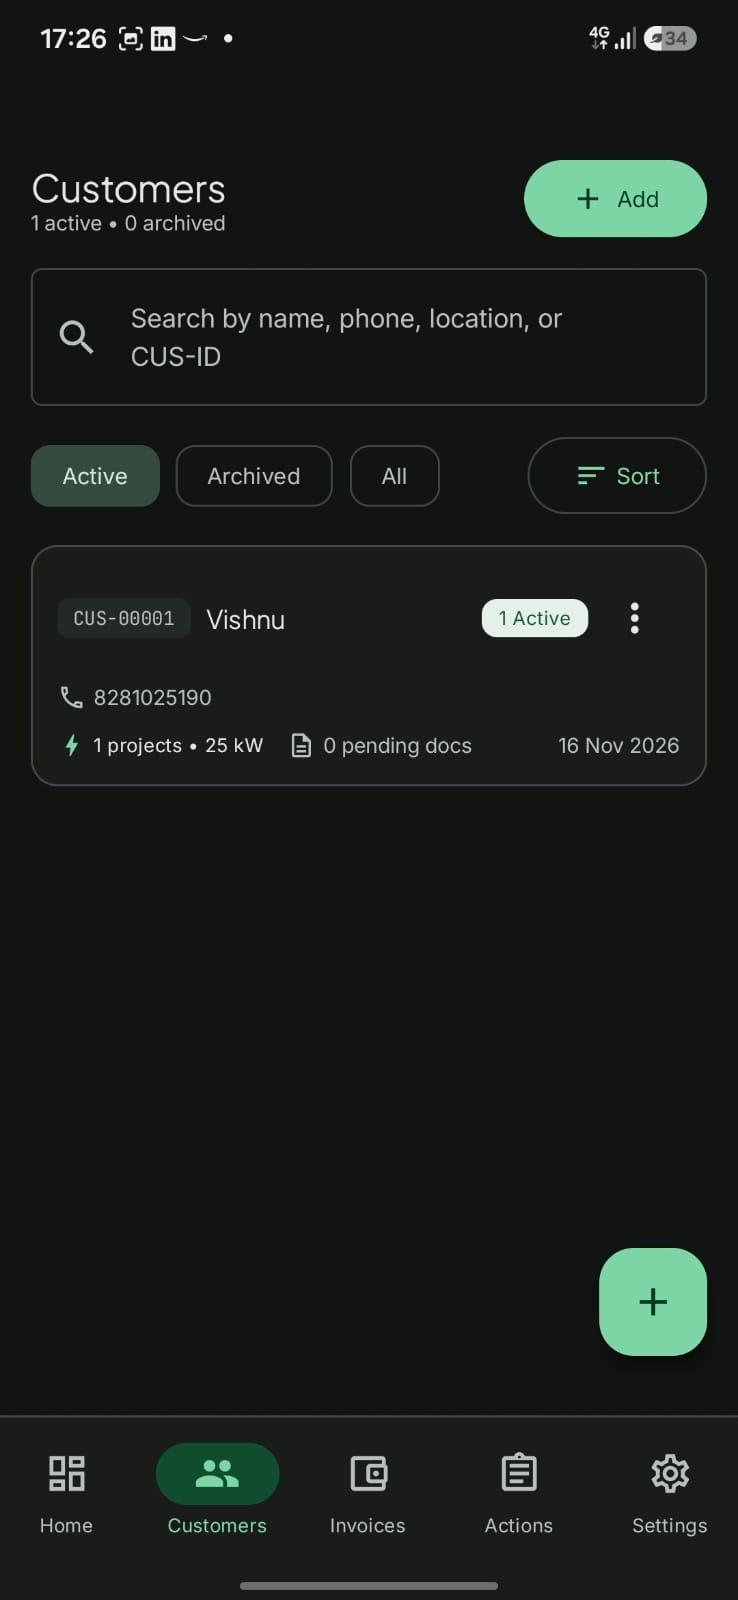 17:26 in 4G 34
Customers
1 active • 0 archived
+ Add
Search by name, phone, location, or
CUS-ID
Active Archived All Sort
CUS-00001 Vishnu 1 Active
8281025190
1 projects • 25 kW 0 pending docs 16 Nov 2026
+
Home Customers Invoices Actions Settings